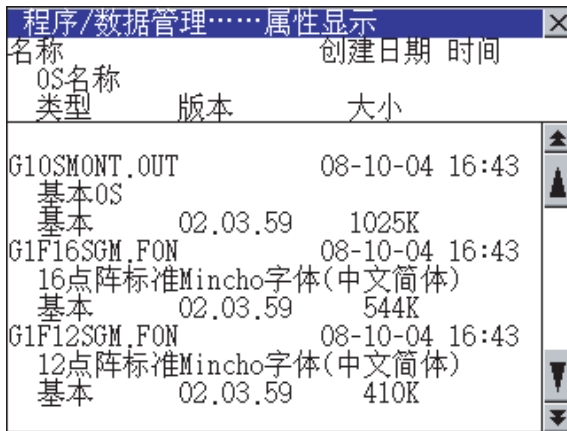 程序/数据管理……属性显示
名称 创建日期 时间
OS名称
类型 版本 大小
G1OSMONT.OUT 08-10-04 16:43
基本OS
基本 02.03.59 1025K
G1F16SGM.FON 08-10-04 16:43
16点阵标准Mincho字体(中文简体)
基本 02.03.59 544K
G1F12SGM.FON 08-10-04 16:43
12点阵标准Mincho字体(中文简体)
基本 02.03.59 410K